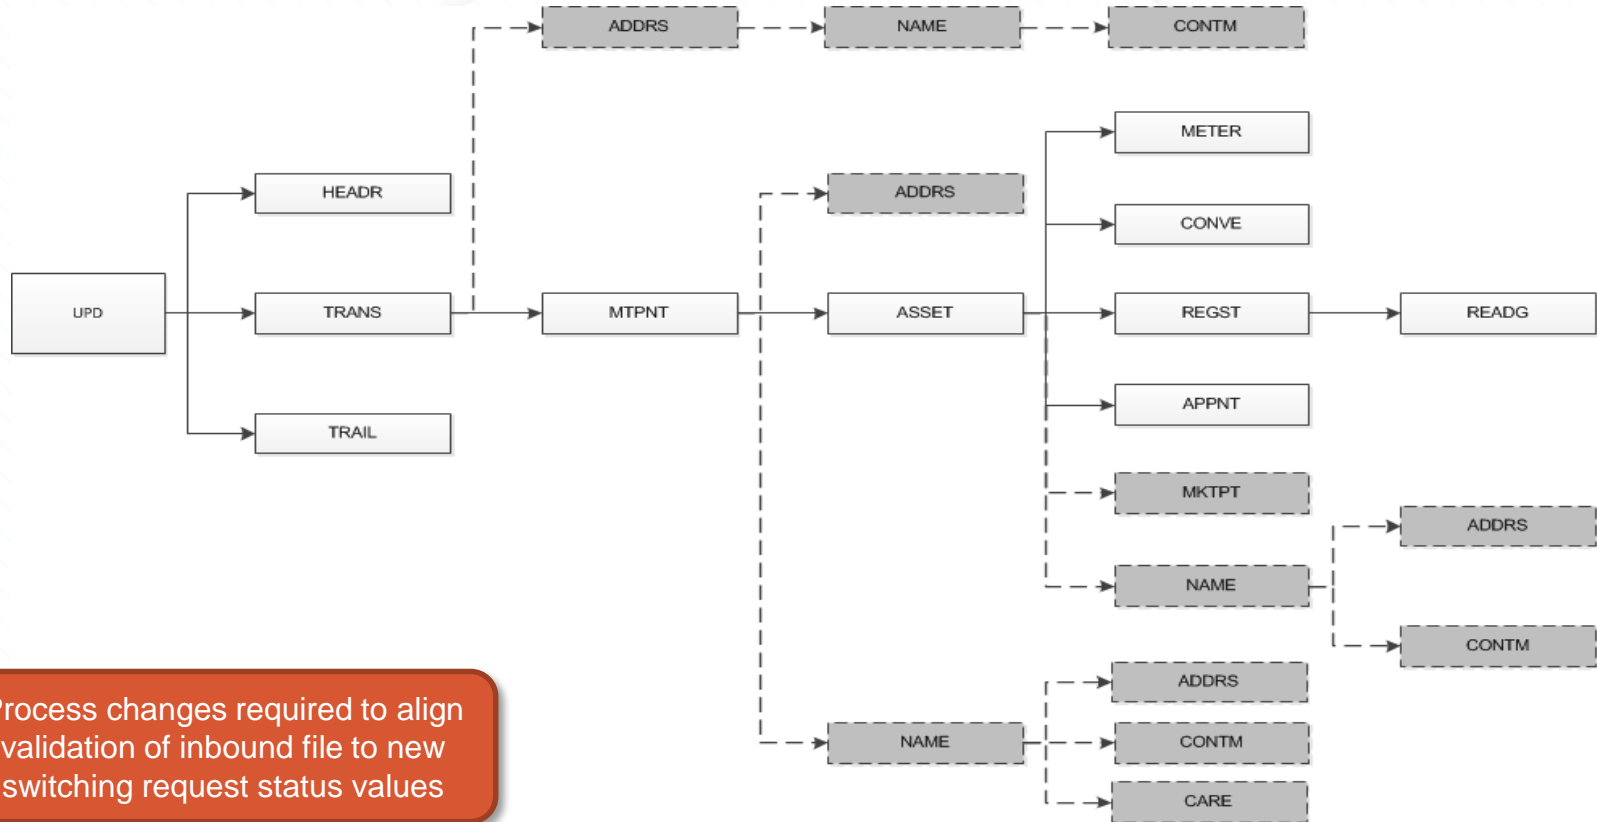 ADDRS
NAME
CONTM
METER
HEADR
ADDRS
CONVE
UPD
TRANS
MTPNT
ASSET
REGST
READG
APPNT
TRAIL
MKTPT
ADDRS
NAME
CONTM
ADDRS
NAME
CONTM
CARE
Process changes required to align
validation of inbound file to new
switching request status values